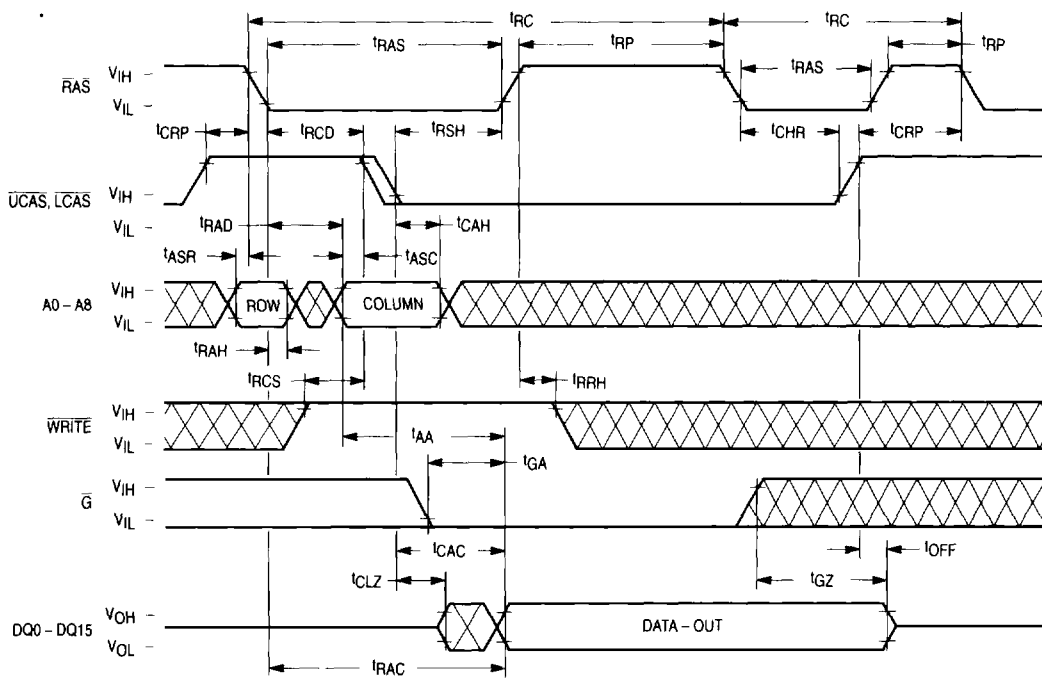 tRC tRC
tRAS tRP tRP
tRAS
RAS VIH
VIL
tCRP tRCD tRSH tCHR tCRP
UCAS, LCAS VIH
VIL
tRAD tCAH
tASR tASC
A0 – A8 VIH
VIL
ROW COLUMN
tRAH
tRCS tRRH
WRITE VIH
VIL
tAA
tGA
G VIH
VIL
tCAC tOFF
tCLZ tGZ
DQ0 – DQ15 VOH
VOL
DATA – OUT
tRAC